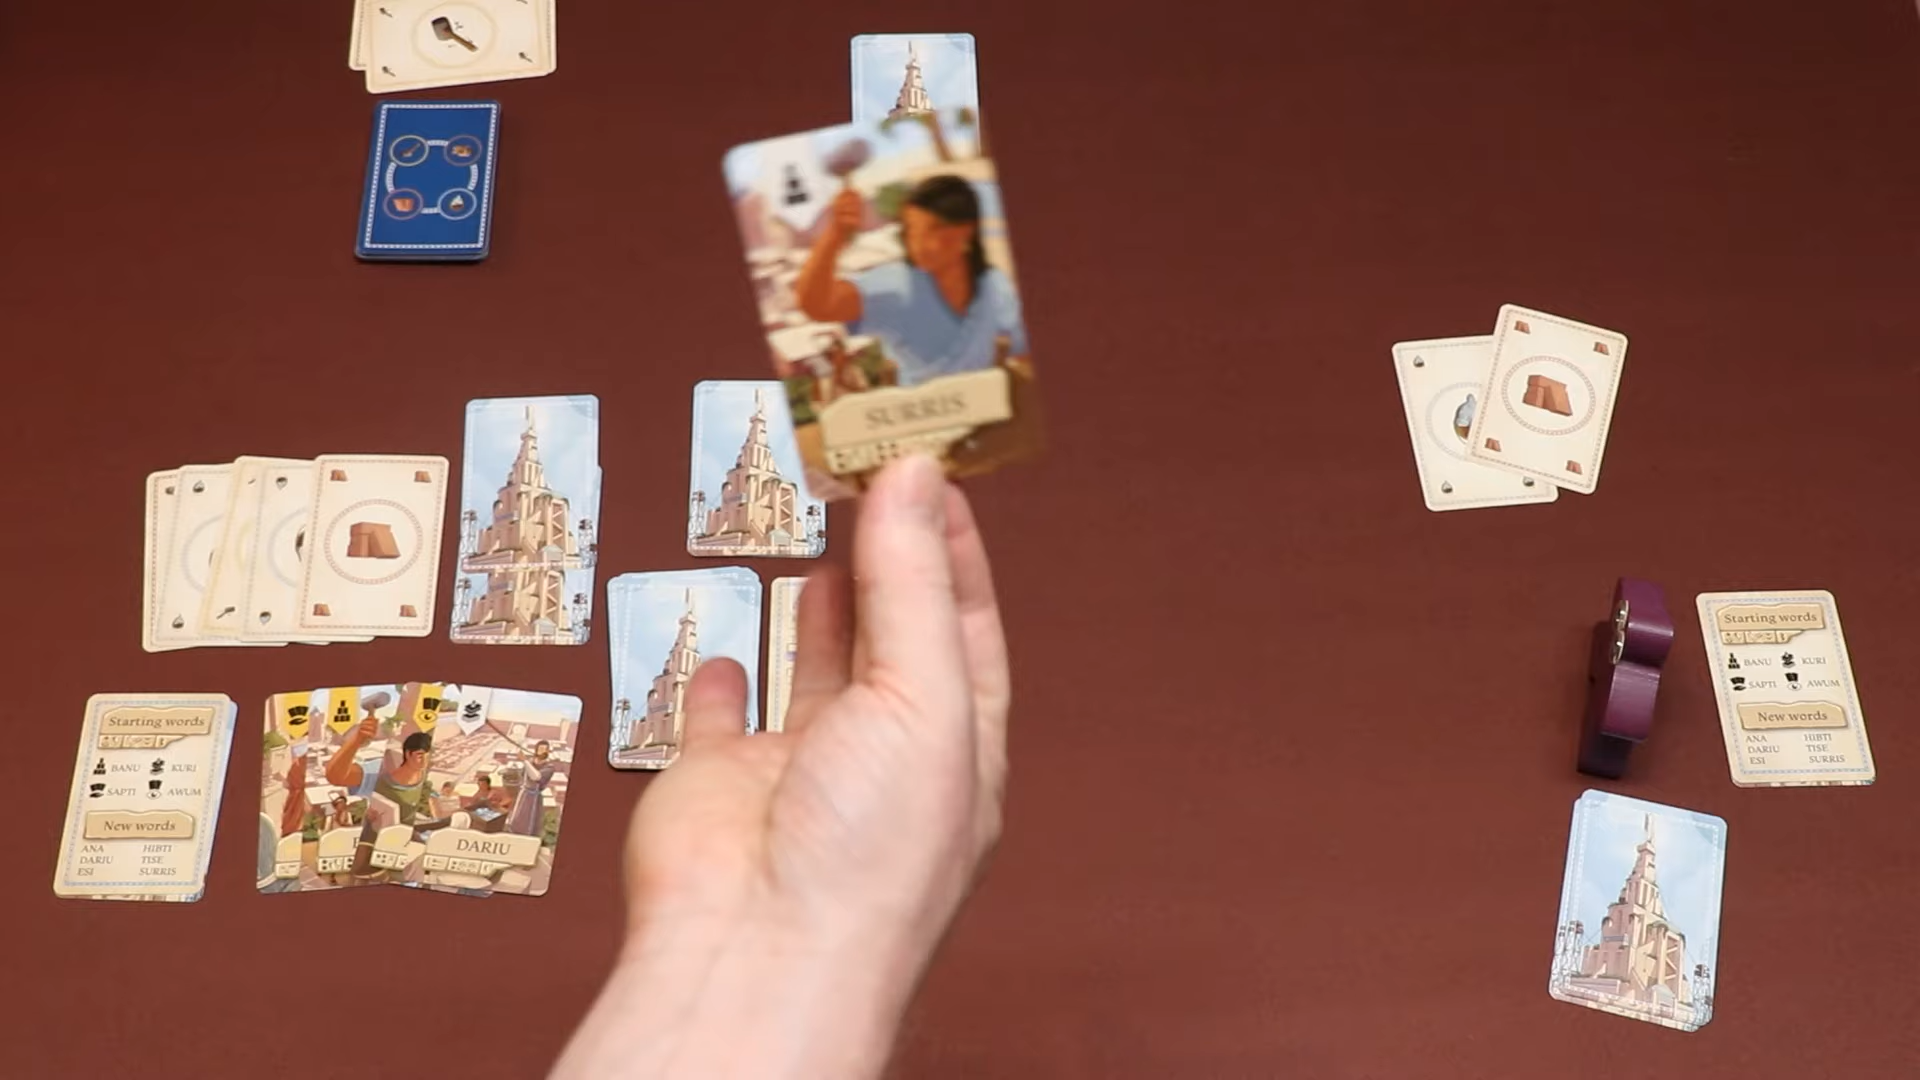 SURRIS
Starting words
BANU KURI
SAPTI AWUM
New words
ANA HIBTI
DARIU TISE
ESI SURRIS
DARIU
Starting words
BANU KURI
SAPTI AWUM
New words
ANA HIBTI
DARIU TISE
ESI SURRIS